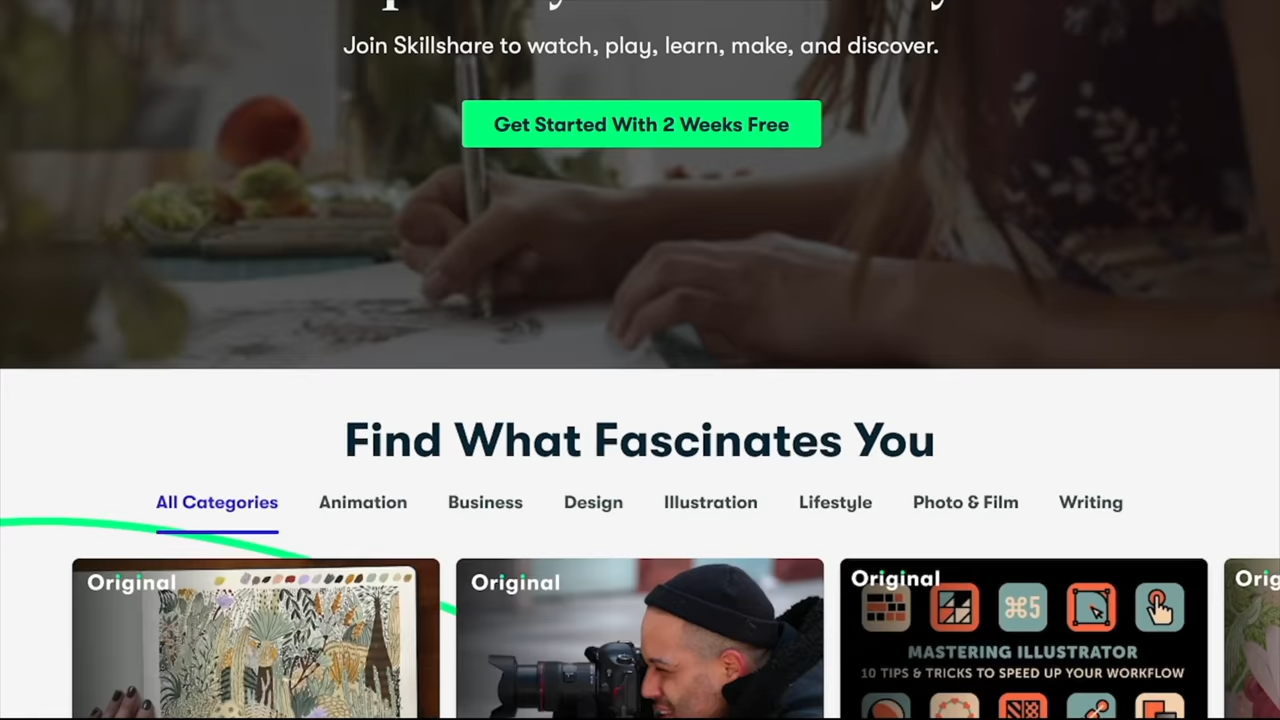 Join Skillshare to watch, play, learn, make, and discover.
Get Started With 2 Weeks Free
Find What Fascinates You
All Categories Animation Business Design Illustration Lifestyle Photo & Film Writing
Original Original Original
⌘5
MASTERING ILLUSTRATOR
10 TIPS & TRICKS TO SPEED UP YOUR WORKFLOW